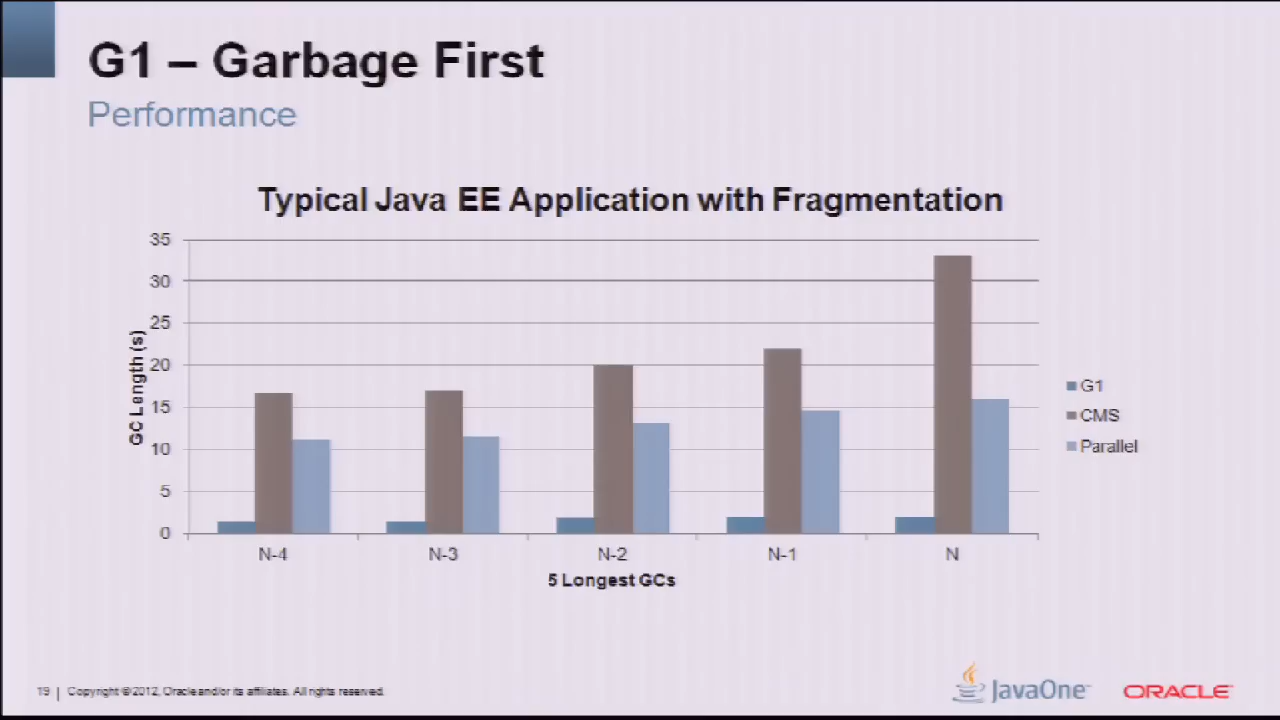 G1 – Garbage First
Performance
Typical Java EE Application with Fragmentation
35
30
25
20
15
10
5
0
GC Length (s)
N-4 N-3 N-2 N-1 N
5 Longest GCs
G1
CMS
Parallel
19 | Copyright © 2012, Oracle and/or its affiliates. All rights reserved.
JavaOne™
ORACLE®